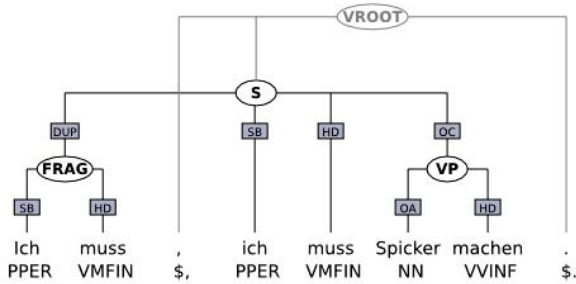 VROOT
S
DUP SB HD OC
FRAG VP
SB HD OA HD
Ich muss , ich muss Spicker machen .
PPER VMFIN $, PPER VMFIN NN VVINF $.